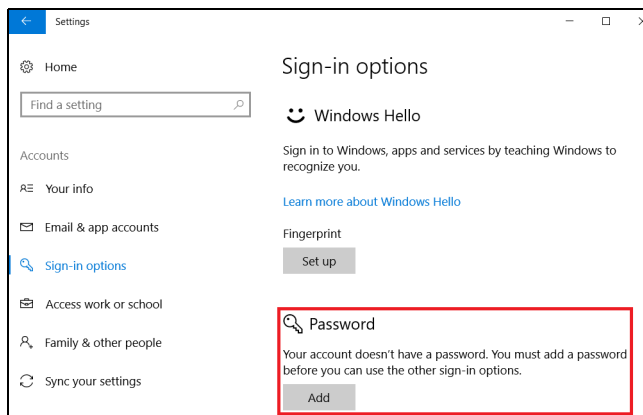 Settings
Home
Find a setting
Accounts
Your info
Email & app accounts
Sign-in options
Access work or school
Family & other people
Sync your settings
Sign-in options
Windows Hello
Sign in to Windows, apps and services by teaching Windows to
recognize you.
Learn more about Windows Hello
Fingerprint
Set up
Password
Your account doesn't have a password. You must add a password
before you can use the other sign-in options.
Add